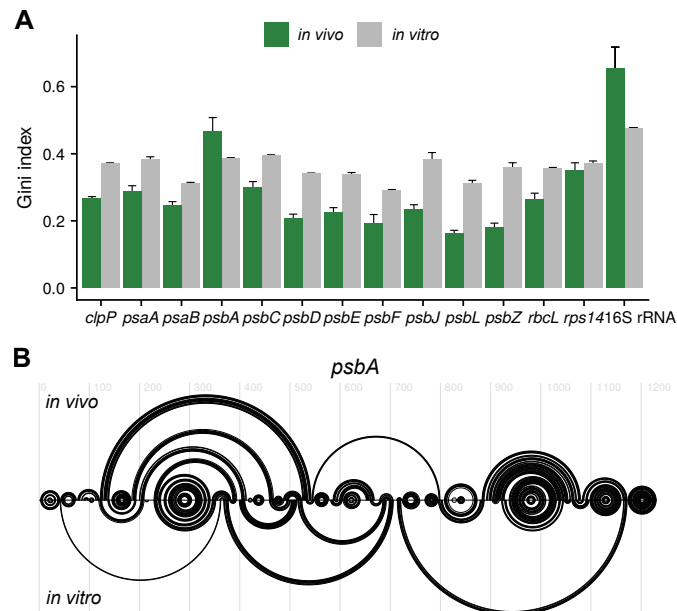 A
in vivo
in vitro
Gini index
0.6
0.4
0.2
0.0
clpP psaA psaB psbA psbC psbD psbE psbF psbJ psbL psbZ rbcL rps14 16S rRNA
B
psbA
0 100 200 300 400 500 600 700 800 900 1000 1100 1200
in vivo
in vitro